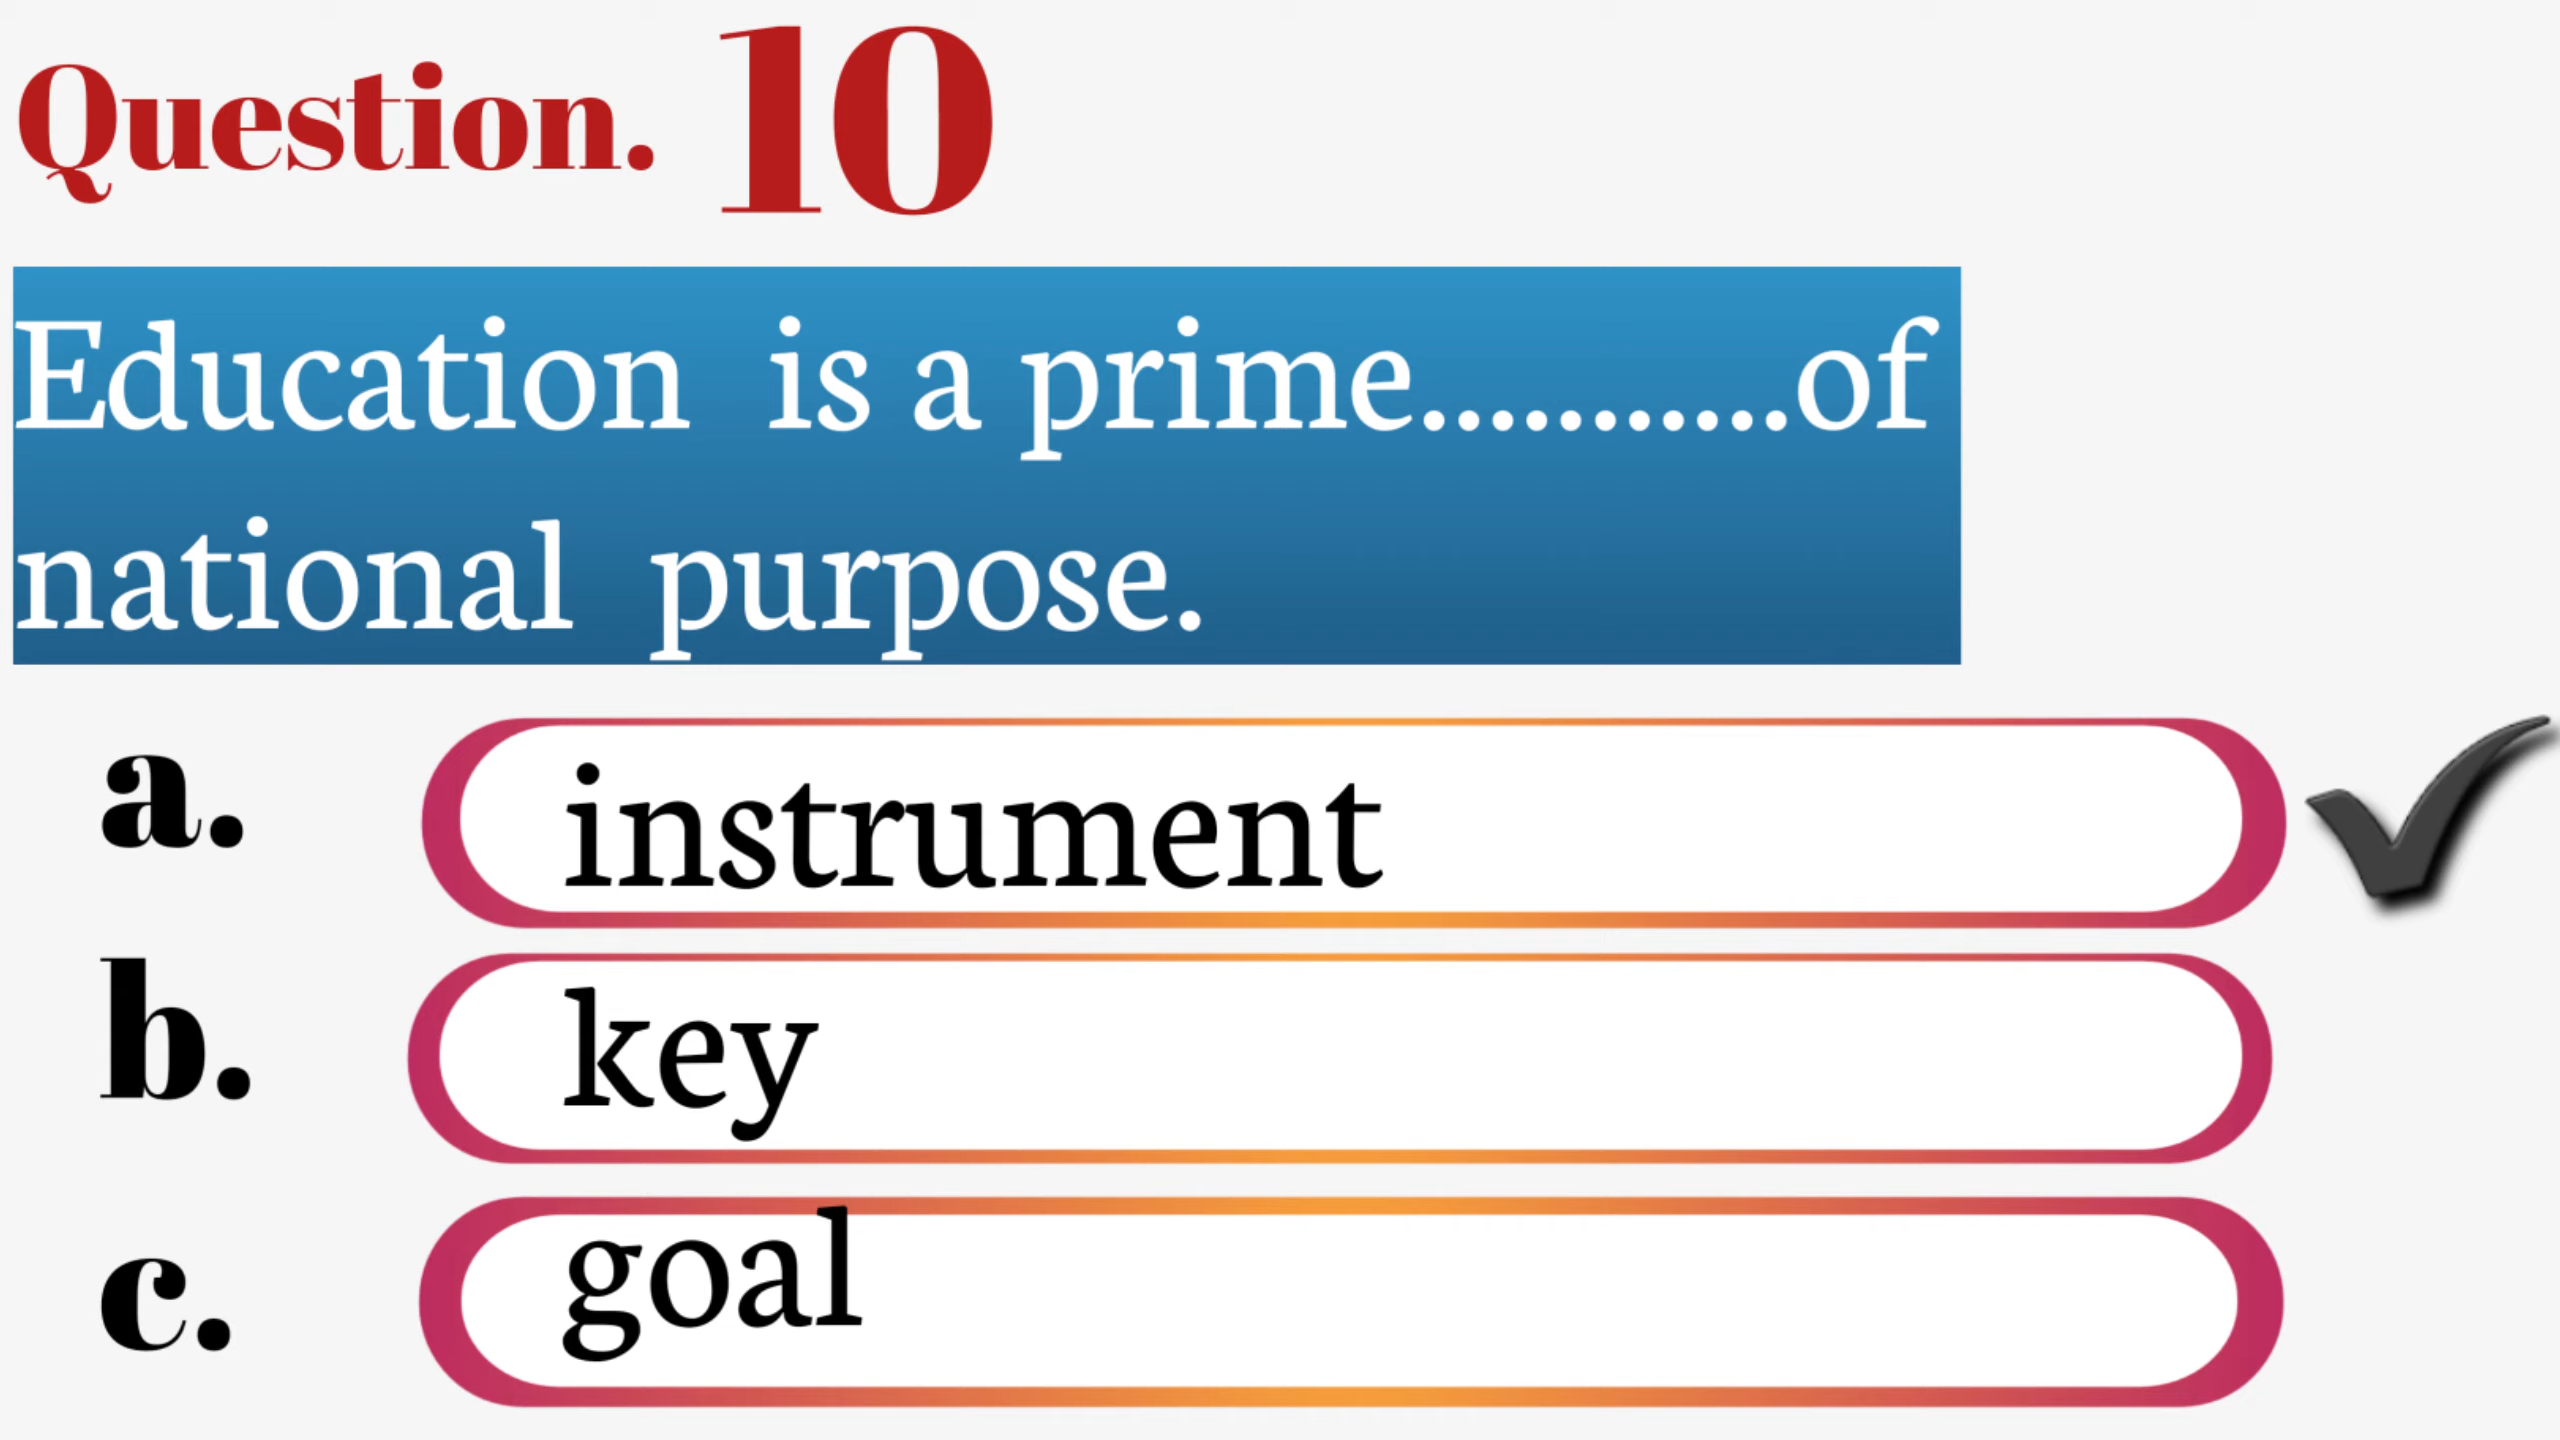 Question. 10
Education is a prime...........of
national purpose.
a. instrument
b. key
c. goal